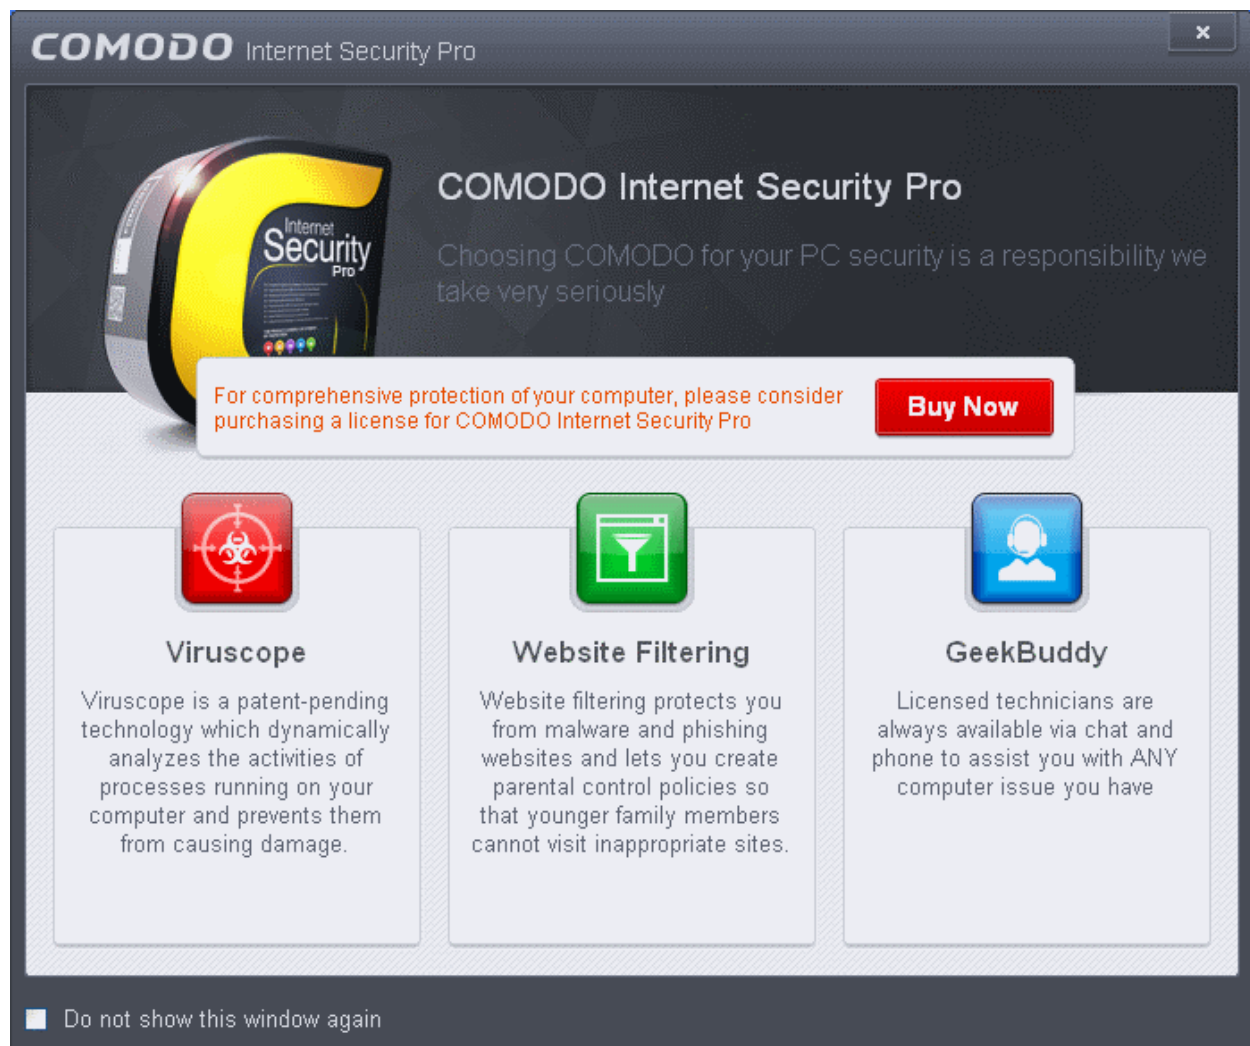 COMODO Internet Security Pro
COMODO Internet Security Pro
Choosing COMODO for your PC security is a responsibility we
take very seriously
Internet
Security
Pro
For comprehensive protection of your computer, please consider
purchasing a license for COMODO Internet Security Pro
Buy Now
Viruscope
Viruscope is a patent-pending
technology which dynamically
analyzes the activities of
processes running on your
computer and prevents them
from causing damage.
Website Filtering
Website filtering protects you
from malware and phishing
websites and lets you create
parental control policies so
that younger family members
cannot visit inappropriate sites.
GeekBuddy
Licensed technicians are
always available via chat and
phone to assist you with ANY
computer issue you have
Do not show this window again